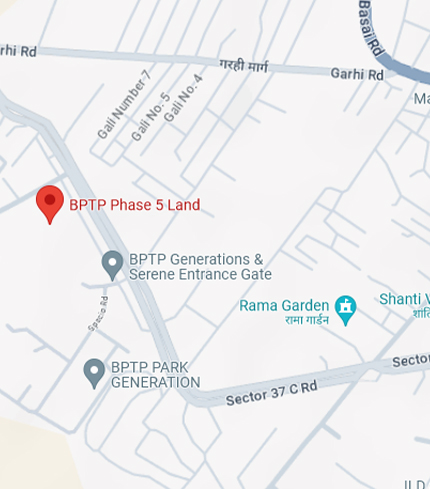 Basai Rd
rhi Rd
गरही मार्ग
Garhi Rd
Ma
Gali Number 7
Gali No. 5
Gali No. 4
BPTP Phase 5 Land
BPTP Generations &
Serene Entrance Gate
Rama Garden
रामा गार्डन
Shanti V
शांति
Spacio Rd
Secto
BPTP PARK
GENERATION
Sector 37 C Rd
ILD